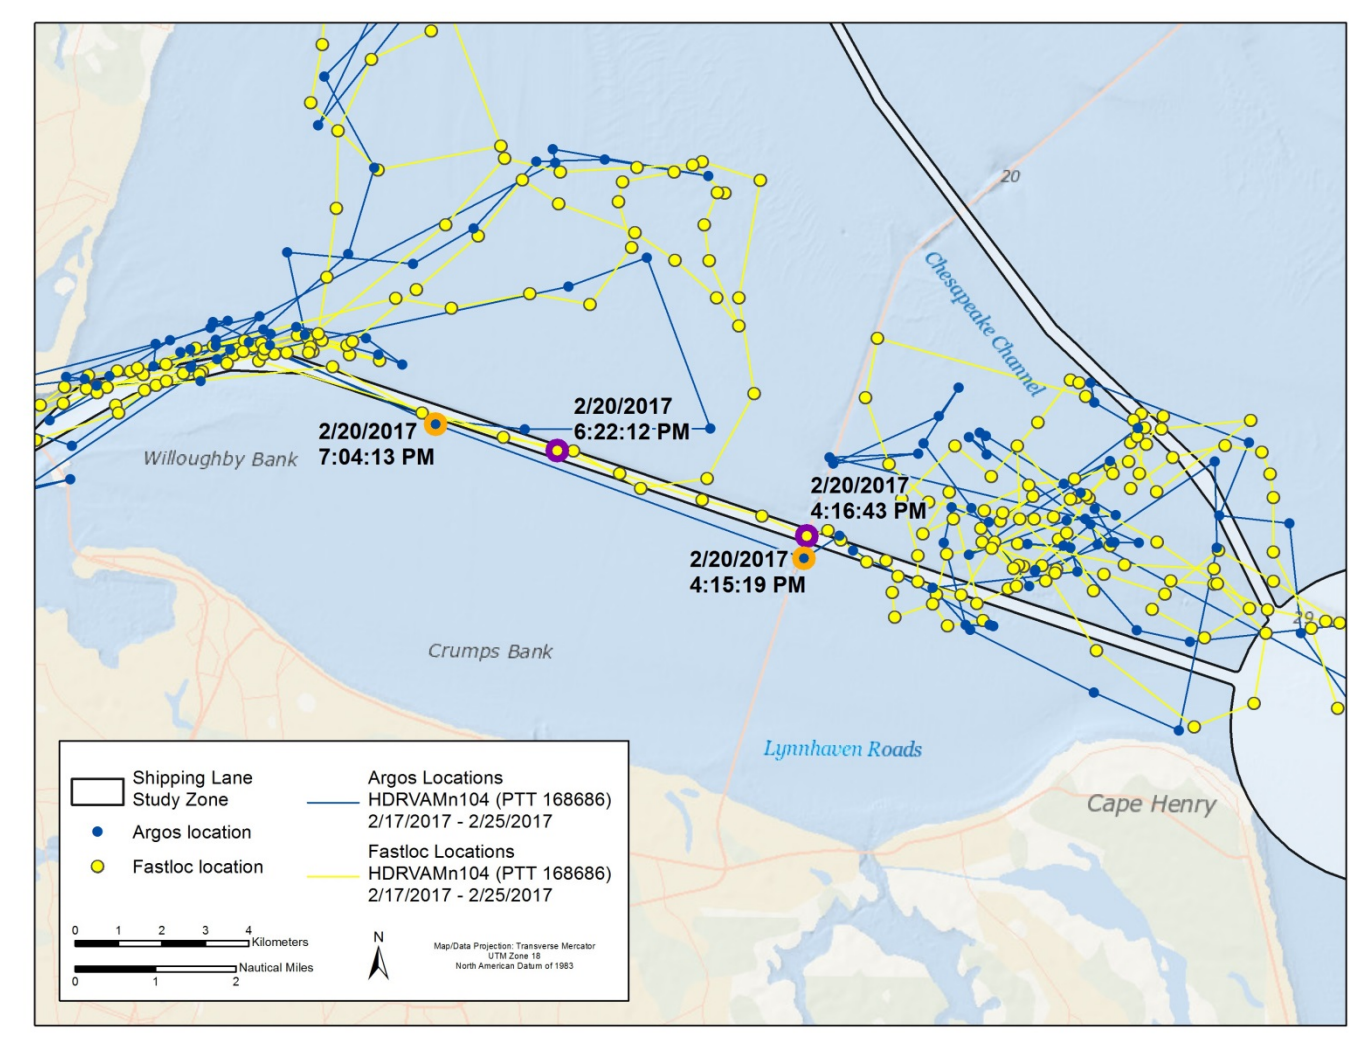 20
Chesapeake Channel
2/20/2017
6:22:12 PM
2/20/2017
7:04:13 PM
Willoughby Bank
2/20/2017
4:16:43 PM
2/20/2017
4:15:19 PM
29
Crumps Bank
Lynnhaven Roads
Cape Henry
Shipping Lane
Study Zone
Argos location
Fastloc location
Argos Locations
HDRVAMn104 (PTT 168686)
2/17/2017 - 2/25/2017
Fastloc Locations
HDRVAMn104 (PTT 168686)
2/17/2017 - 2/25/2017
0 1 2 3 4
Kilometers
Nautical Miles
0 1 2
N
Map/Data Projection: Transverse Mercator
UTM Zone 18
North American Datum of 1983